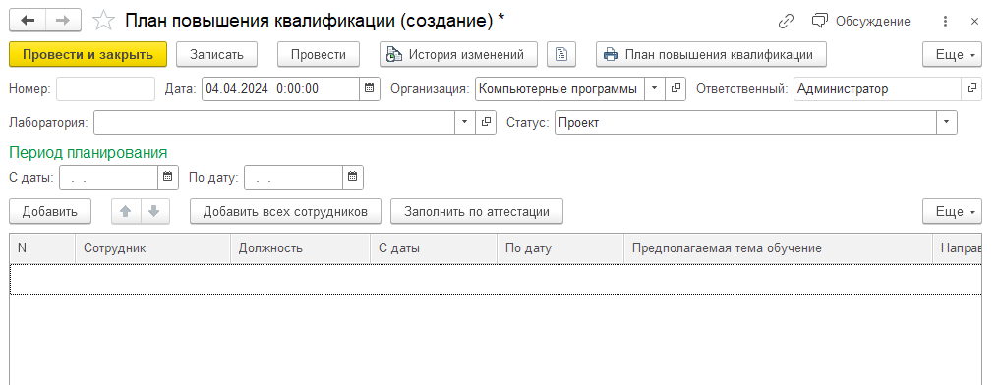 План повышения квалификации (создание) * Обсуждение
Провести и закрыть Записать Провести История изменений План повышения квалификации Еще
Номер: Дата: 04.04.2024 0:00:00 Организация: Компьютерные программы Ответственный: Администратор
Лаборатория: Статус: Проект
Период планирования
С даты: . . По дату: . .
Добавить Добавить всех сотрудников Заполнить по аттестации Еще
N Сотрудник Должность С даты По дату Предполагаемая тема обучение Направ